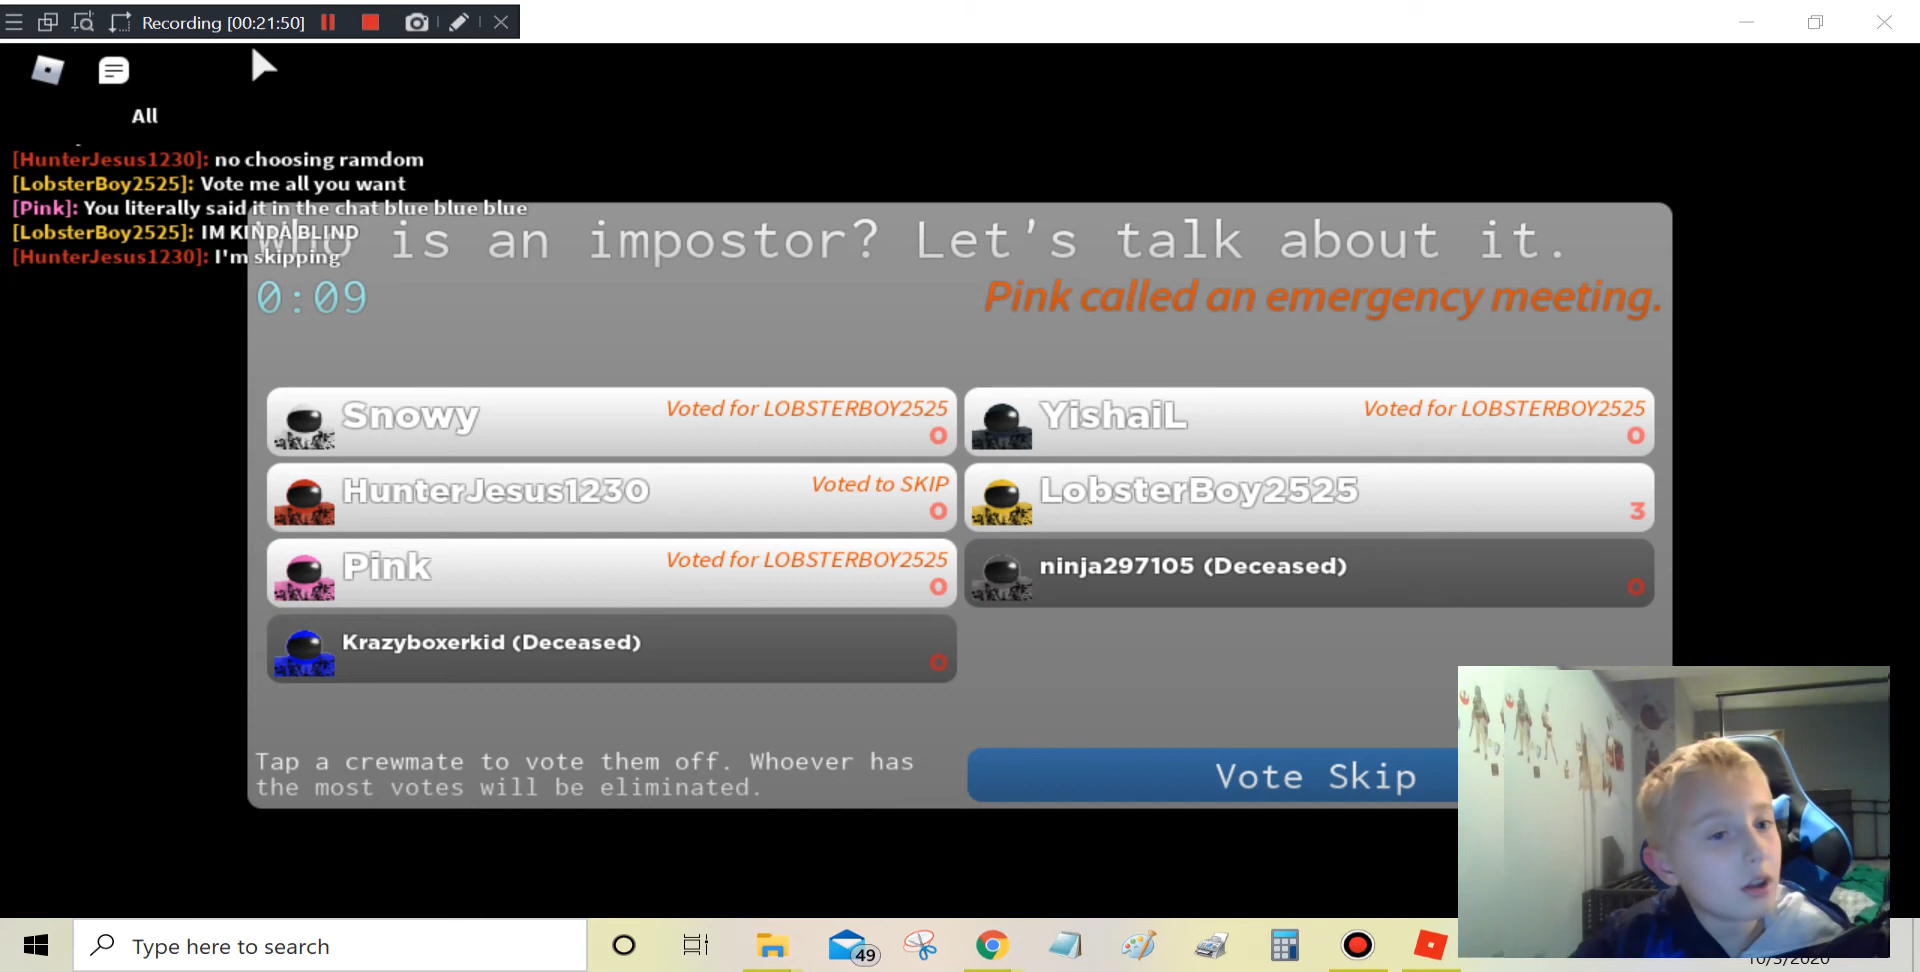 Recording [00:21:50]
All
[HunterJesus1230]: no choosing ramdom
[LobsterBoy2525]: Vote me all you want
[Pink]: You literally said it in the chat blue blue blue
[LobsterBoy2525]: IM KINDA BLIND
[HunterJesus1230]: I'm skipping
Who is an impostor? Let's talk about it.
0:09
Pink called an emergency meeting.
Snowy
Voted for LOBSTERBOY2525
0
YishaiL
Voted for LOBSTERBOY2525
0
HunterJesus1230
Voted to SKIP
0
LobsterBoy2525
3
Pink
Voted for LOBSTERBOY2525
0
ninja297105 (Deceased)
0
Krazyboxerkid (Deceased)
0
Tap a crewmate to vote them off. Whoever has
the most votes will be eliminated.
Vote Skip
Type here to search
49
10/3/2020